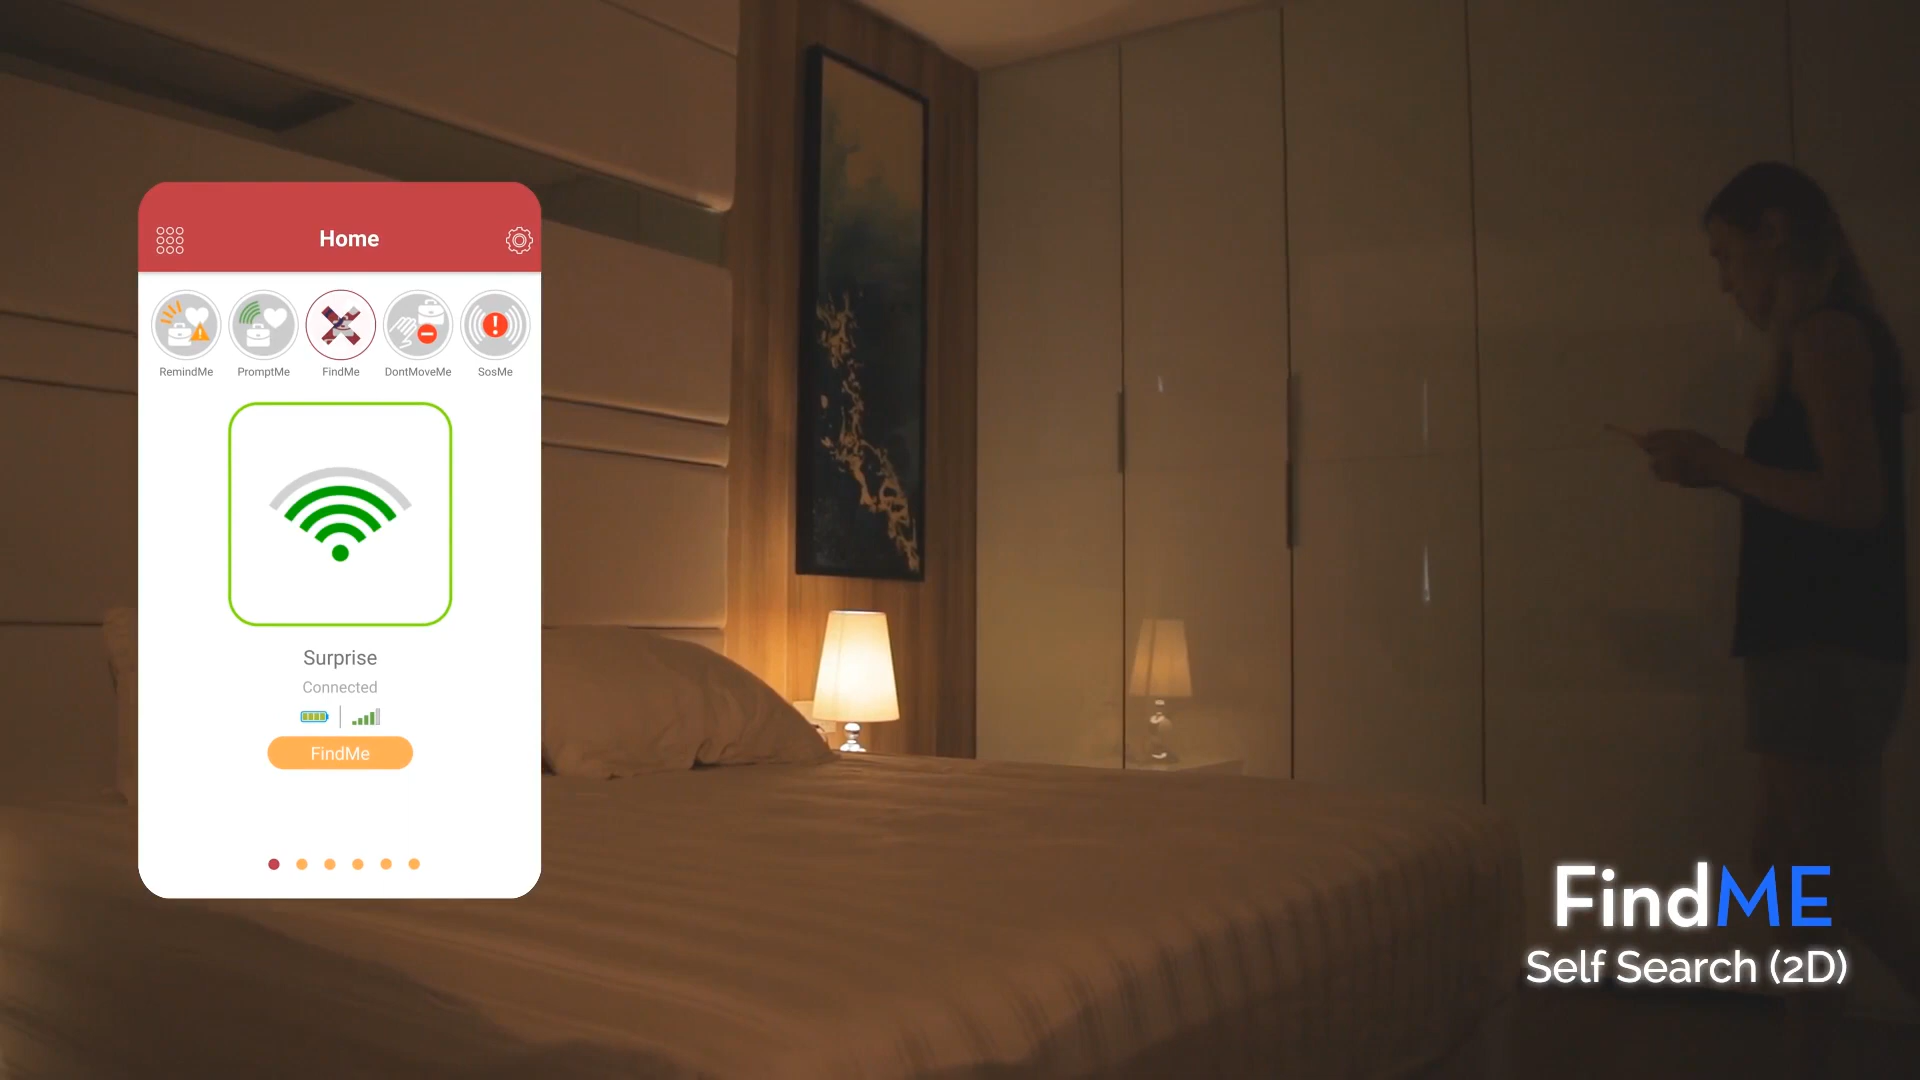 Home
RemindMe
PromptMe
FindMe
DontMoveMe
SosMe
Surprise
Connected
FindMe
FindME
Self Search (2D)